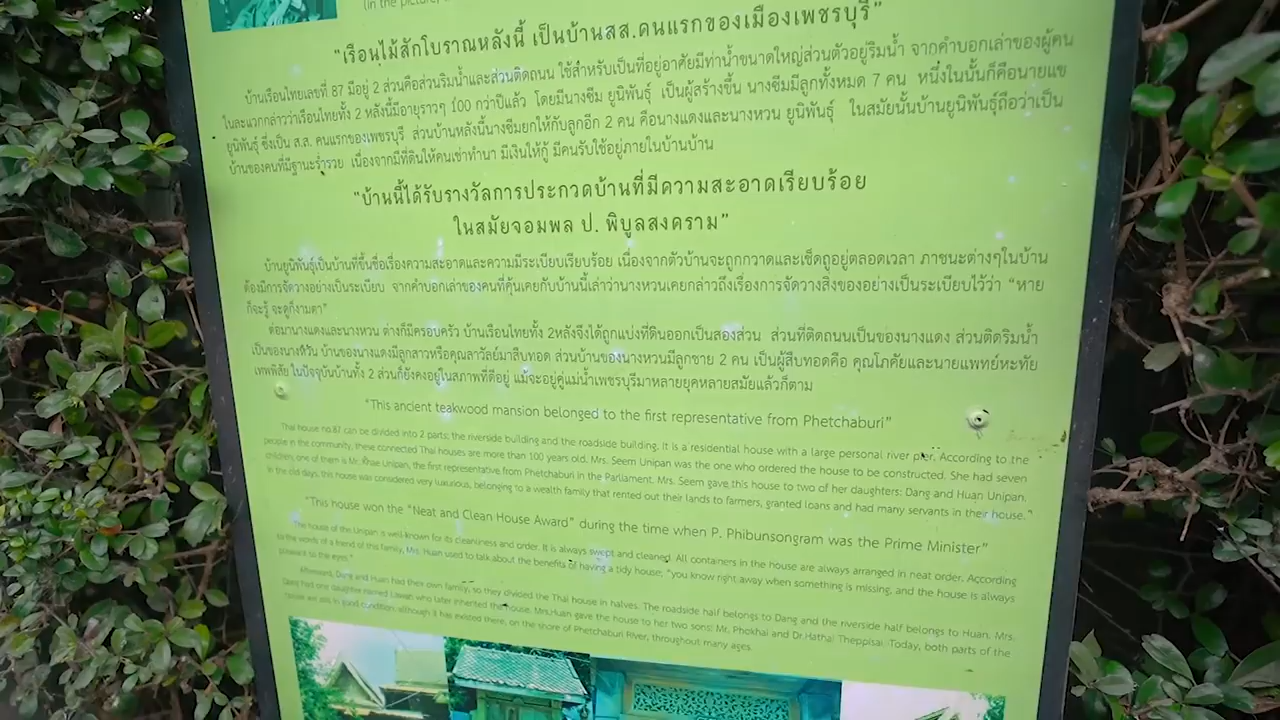 (in the picture,
"เรือนไม้สักโบราณหลังนี้ เป็นบ้านสส.คนแรกของเมืองเพชรบุรี"
บ้านเรือนไทยเลขที่ 87 มีอยู่ 2 ส่วนคือส่วนริมน้ำและส่วนติดถนน ใช้สำหรับเป็นที่อยู่อาศัยมีท่าน้ำขนาดใหญ่ส่วนตัวอยู่ริมน้ำ จากคำบอกเล่าของผู้คน
ในละแวกกล่าวว่าเรือนไทยทั้ง 2 หลังนี้มีอายุราวๆ 100 กว่าปีแล้ว โดยมีนางซีม ยูนิพันธุ์ เป็นผู้สร้างขึ้น นางซีมมีลูกทั้งหมด 7 คน หนึ่งในนั้นก็คือนายแข
ยูนิพันธุ์ ซึ่งเป็น ส.ส. คนแรกของเพชรบุรี ส่วนบ้านหลังนี้นางซีมยกให้กับลูกอีก 2 คน คือนางแดงและนางหวน ยูนิพันธุ์ ในสมัยนั้นบ้านยูนิพันธุ์ถือว่าเป็น
บ้านของคนที่มีฐานะร่ำรวย เนื่องจากมีที่ดินให้คนเช่าทำนา มีเงินให้กู้ มีคนรับใช้อยู่ภายในบ้านบ้าน
"บ้านนี้ได้รับรางวัลการประกวดบ้านที่มีความสะอาดเรียบร้อย
ในสมัยจอมพล ป. พิบูลสงคราม"
บ้านยูนิพันธุ์เป็นบ้านที่ขึ้นชื่อเรื่องความสะอาดและความมีระเบียบเรียบร้อย เนื่องจากตัวบ้านจะถูกกวาดและเช็ดถูอยู่ตลอดเวลา ภาชนะต่างๆในบ้าน
ต้องมีการจัดวางอย่างเป็นระเบียบ จากคำบอกเล่าของคนที่คุ้นเคยกับบ้านนี้เล่าว่านางหวนเคยกล่าวถึงเรื่องการจัดวางสิ่งของอย่างเป็นระเบียบไว้ว่า "หาย
ก็จะรู้ จะดูก็งามตา"
ต่อมานางแดงและนางหวน ต่างก็มีครอบครัว บ้านเรือนไทยทั้ง 2หลังจึงได้ถูกแบ่งที่ดินออกเป็นสองส่วน ส่วนที่ติดถนนเป็นของนางแดง ส่วนติดริมน้ำ
เป็นของนางหวน บ้านของนางแดงมีลูกสาวหรือคุณลาวัลย์มาสืบทอด ส่วนบ้านของนางหวนมีลูกชาย 2 คน เป็นผู้สืบทอดคือ คุณโภคัยและนายแพทย์หะทัย
เทพพิสัย ในปัจจุบันบ้านทั้ง 2 ส่วนก็ยังคงอยู่ในสภาพที่ดีอยู่ แม้จะอยู่คู่แม่น้ำเพชรบุรีมาหลายยุคหลายสมัยแล้วก็ตาม
"This ancient teakwood mansion belonged to the first representative from Phetchaburi"
Thai house no.87 can be divided into 2 parts; the riverside building and the roadside building. It is a residential house with a large personal river pier. According to the
people in the community, these connected Thai houses are more than 100 years old. Mrs. Seem Unipan was the one who ordered the house to be constructed. She had seven
children; one of them is Mr. Khae Unipan, the first representative from Phetchaburi in the Parliament. Mrs. Seem gave this house to two of her daughters: Dang and Huan Unipan.
In the old days, this house was considered very luxurious, belonging to a wealth family that rented out their lands to farmers, granted loans and had many servants in their house."
"This house won the "Neat and Clean House Award" during the time when P. Phibunsongram was the Prime Minister"
The house of the Unipan is well-known for its cleanliness and order. It is always swept and cleaned. All containers in the house are always arranged in neat order. According
to the words of a friend of this family, Mrs. Huan used to talk about the benefits of having a tidy house; "you know right away when something is missing, and the house is always
pleasant to the eyes."
Afterward, Dang and Huan had their own family, so they divided the Thai house in halves. The roadside half belongs to Dang and the riverside half belongs to Huan. Mrs.
Dang had one daughter named Lawan who later inherited the house. Mrs.Huan gave the house to her two sons: Mr. Phokhai and Dr.Hathai Theppisai. Today, both parts of the
house are still in good condition, although it has existed there, on the shore of Phetchaburi River, throughout many ages.